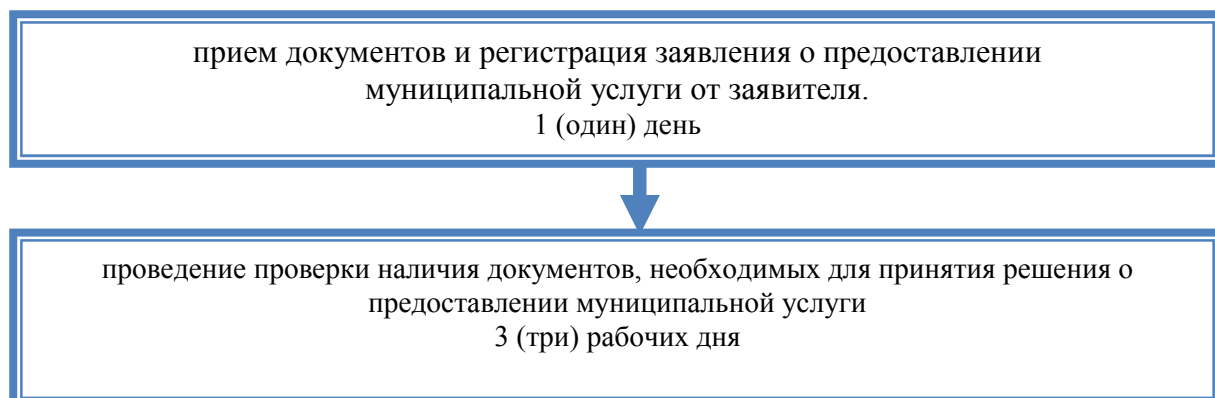 прием документов и регистрация заявления о предоставлении
муниципальной услуги от заявителя.
1 (один) день
проведение проверки наличия документов, необходимых для принятия решения о
предоставлении муниципальной услуги
3 (три) рабочих дня